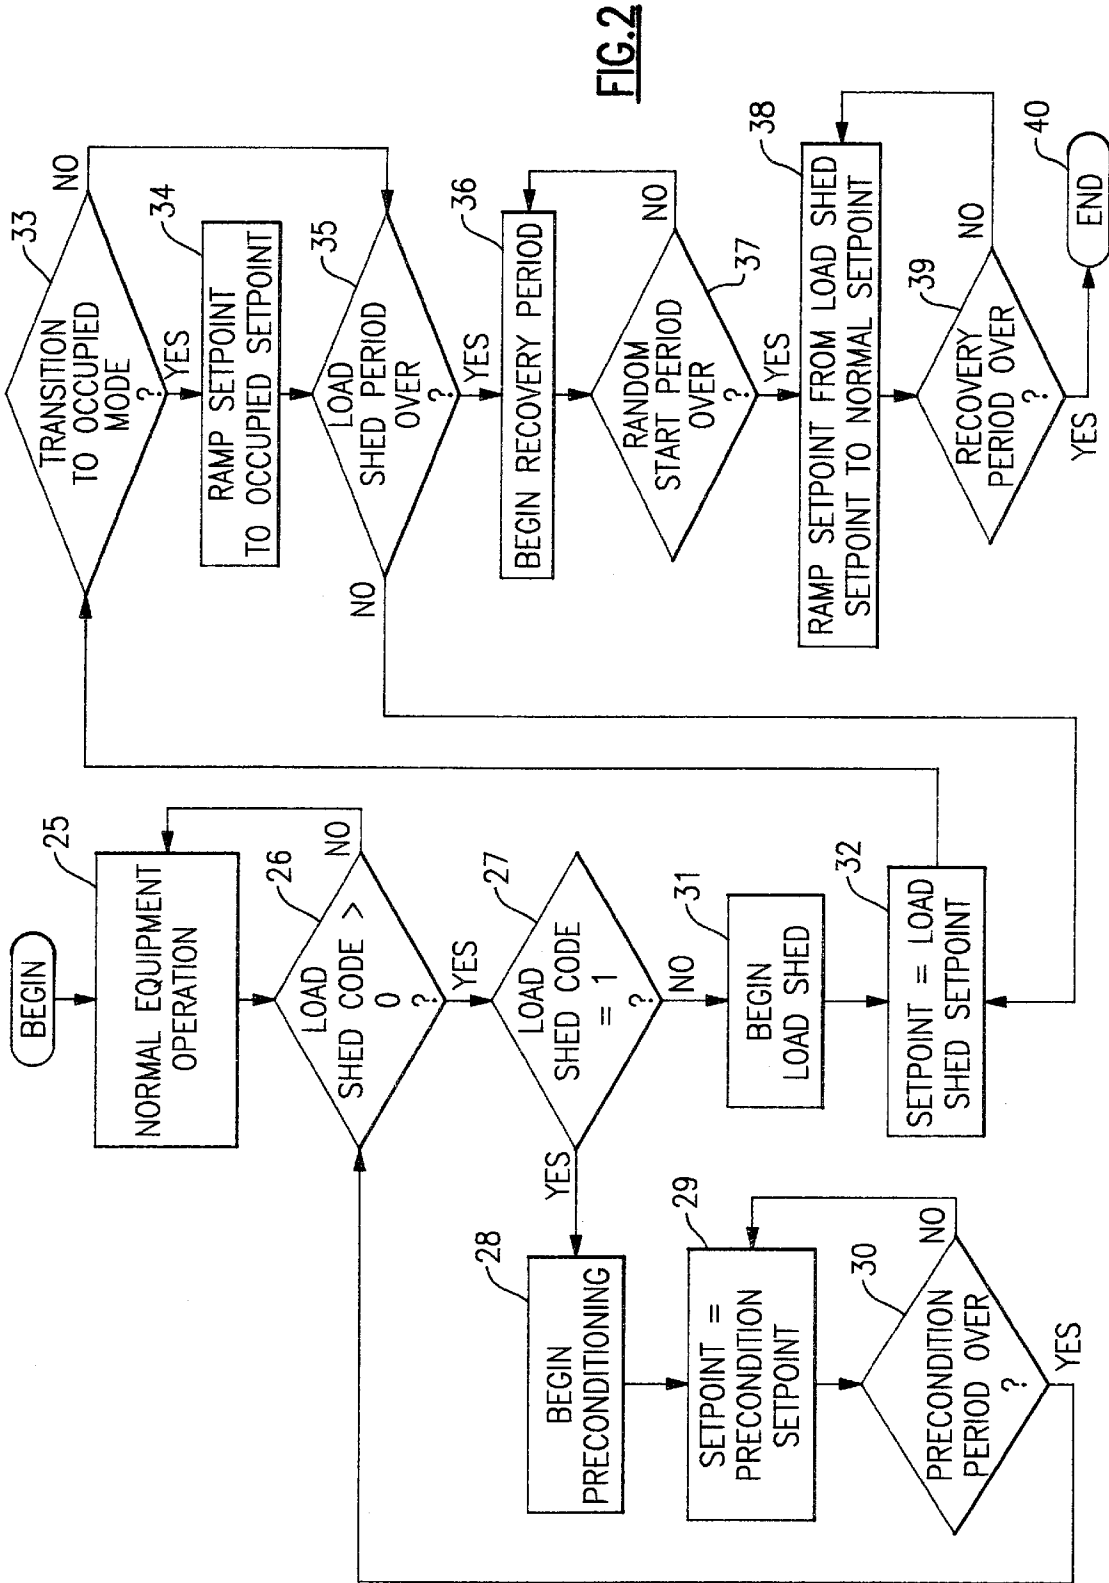 BEGIN
25
NORMAL EQUIPMENT
OPERATION
26
LOAD
SHED CODE >
0
?
NO
YES
27
LOAD
SHED CODE
= 1
?
YES
NO
28
BEGIN
PRECONDITIONING
29
SETPOINT =
PRECONDITION
SETPOINT
30
PRECONDITION
PERIOD OVER
?
NO
YES
31
BEGIN
LOAD SHED
32
SETPOINT = LOAD
SHED SETPOINT
33
TRANSITION
TO OCCUPIED
MODE
?
NO
YES
34
RAMP SETPOINT
TO OCCUPIED SETPOINT
35
LOAD
SHED PERIOD
OVER
?
NO
YES
36
BEGIN RECOVERY PERIOD
37
RANDOM
START PERIOD
OVER
?
NO
YES
38
RAMP SETPOINT FROM LOAD SHED
SETPOINT TO NORMAL SETPOINT
39
RECOVERY
PERIOD OVER
?
NO
YES
40
END
FIG.2